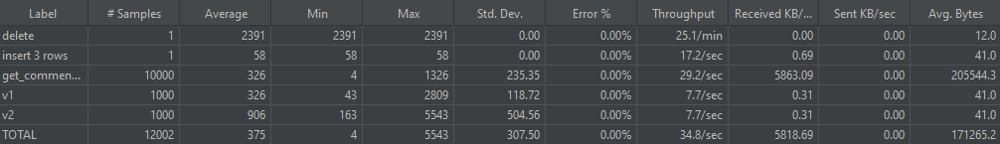 Label # Samples Average Min Max Std. Dev. Error % Throughput Received KB/... Sent KB/sec Avg. Bytes
delete 1 2391 2391 2391 0.00 0.00% 25.1/min 0.00 0.00 12.0
insert 3 rows 1 58 58 58 0.00 0.00% 17.2/sec 0.69 0.00 41.0
get_commen... 10000 326 4 1326 235.35 0.00% 29.2/sec 5863.09 0.00 205544.3
v1 1000 326 43 2809 118.72 0.00% 7.7/sec 0.31 0.00 41.0
v2 1000 906 163 5543 504.56 0.00% 7.7/sec 0.31 0.00 41.0
TOTAL 12002 375 4 5543 307.50 0.00% 34.8/sec 5818.69 0.00 171265.2